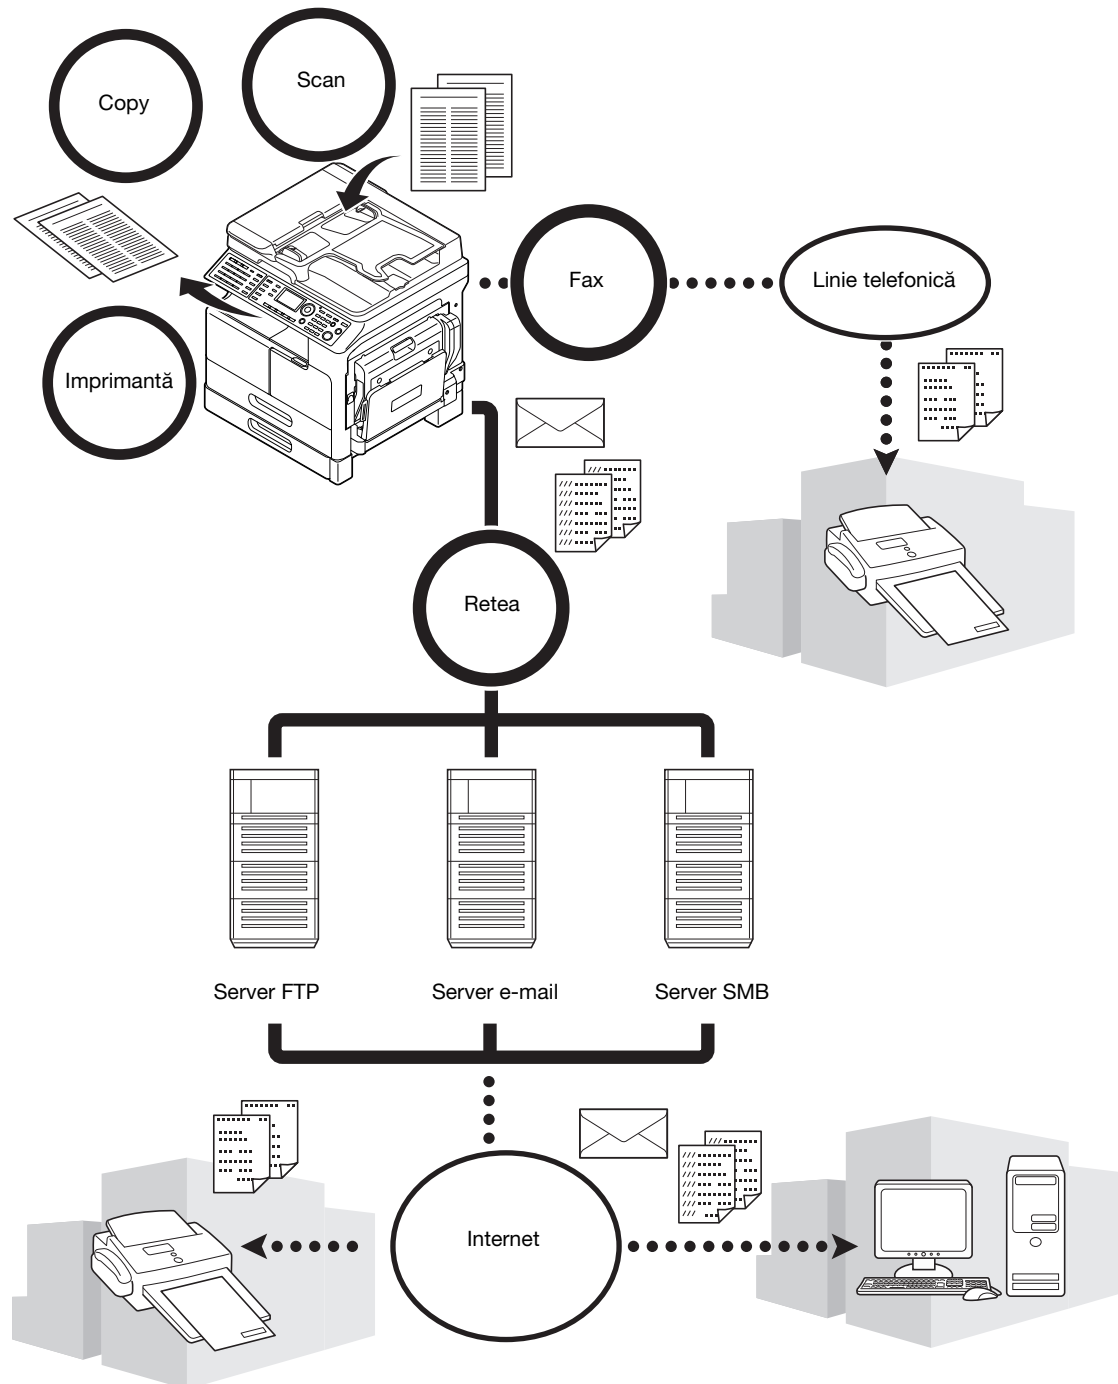 Scan
Copy
Fax
Linie telefonică
Imprimantă
Retea
Server FTP
Server e-mail
Server SMB
Internet